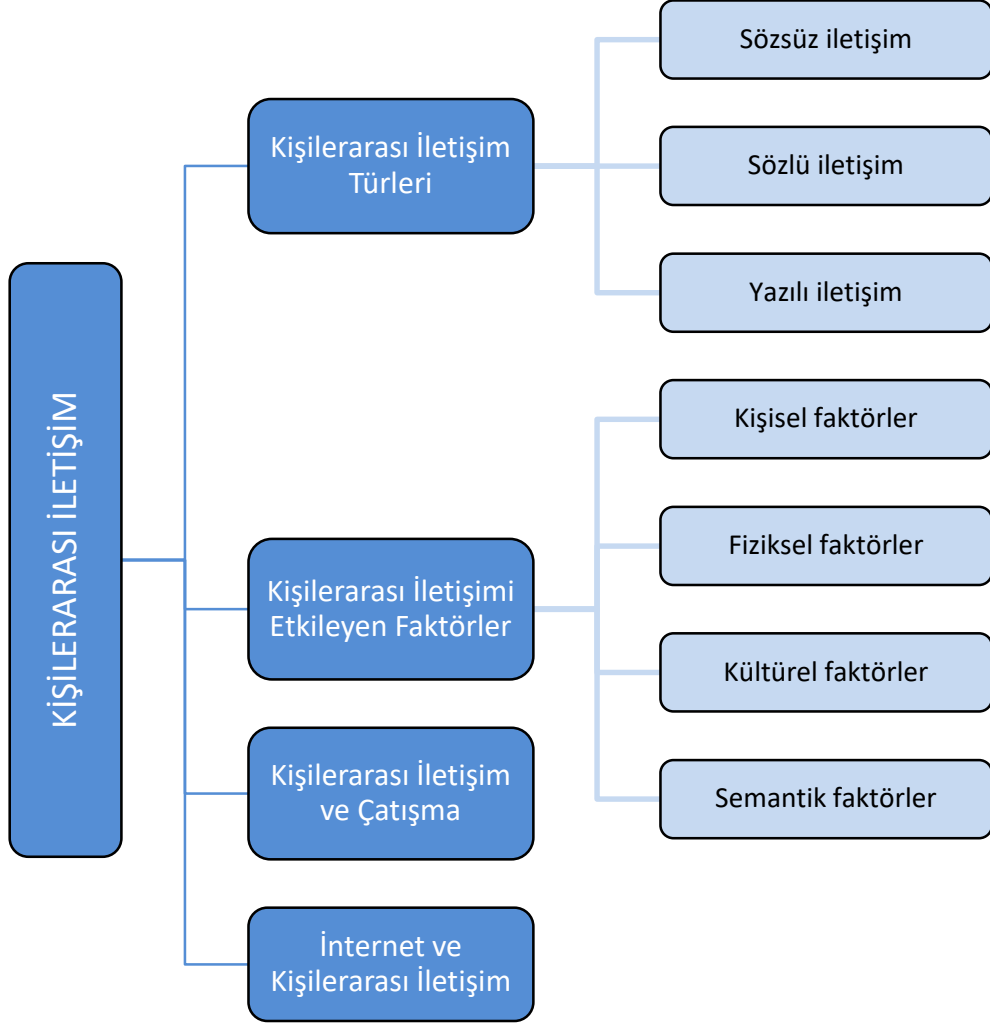 KİŞİLERARASI İLETİŞİM
Kişilerarası İletişim
Türleri
Sözsüz iletişim
Sözlü iletişim
Yazılı iletişim
Kişilerarası İletişimi
Etkileyen Faktörler
Kişisel faktörler
Fiziksel faktörler
Kültürel faktörler
Semantik faktörler
Kişilerarası İletişim
ve Çatışma
İnternet ve
Kişilerarası İletişim